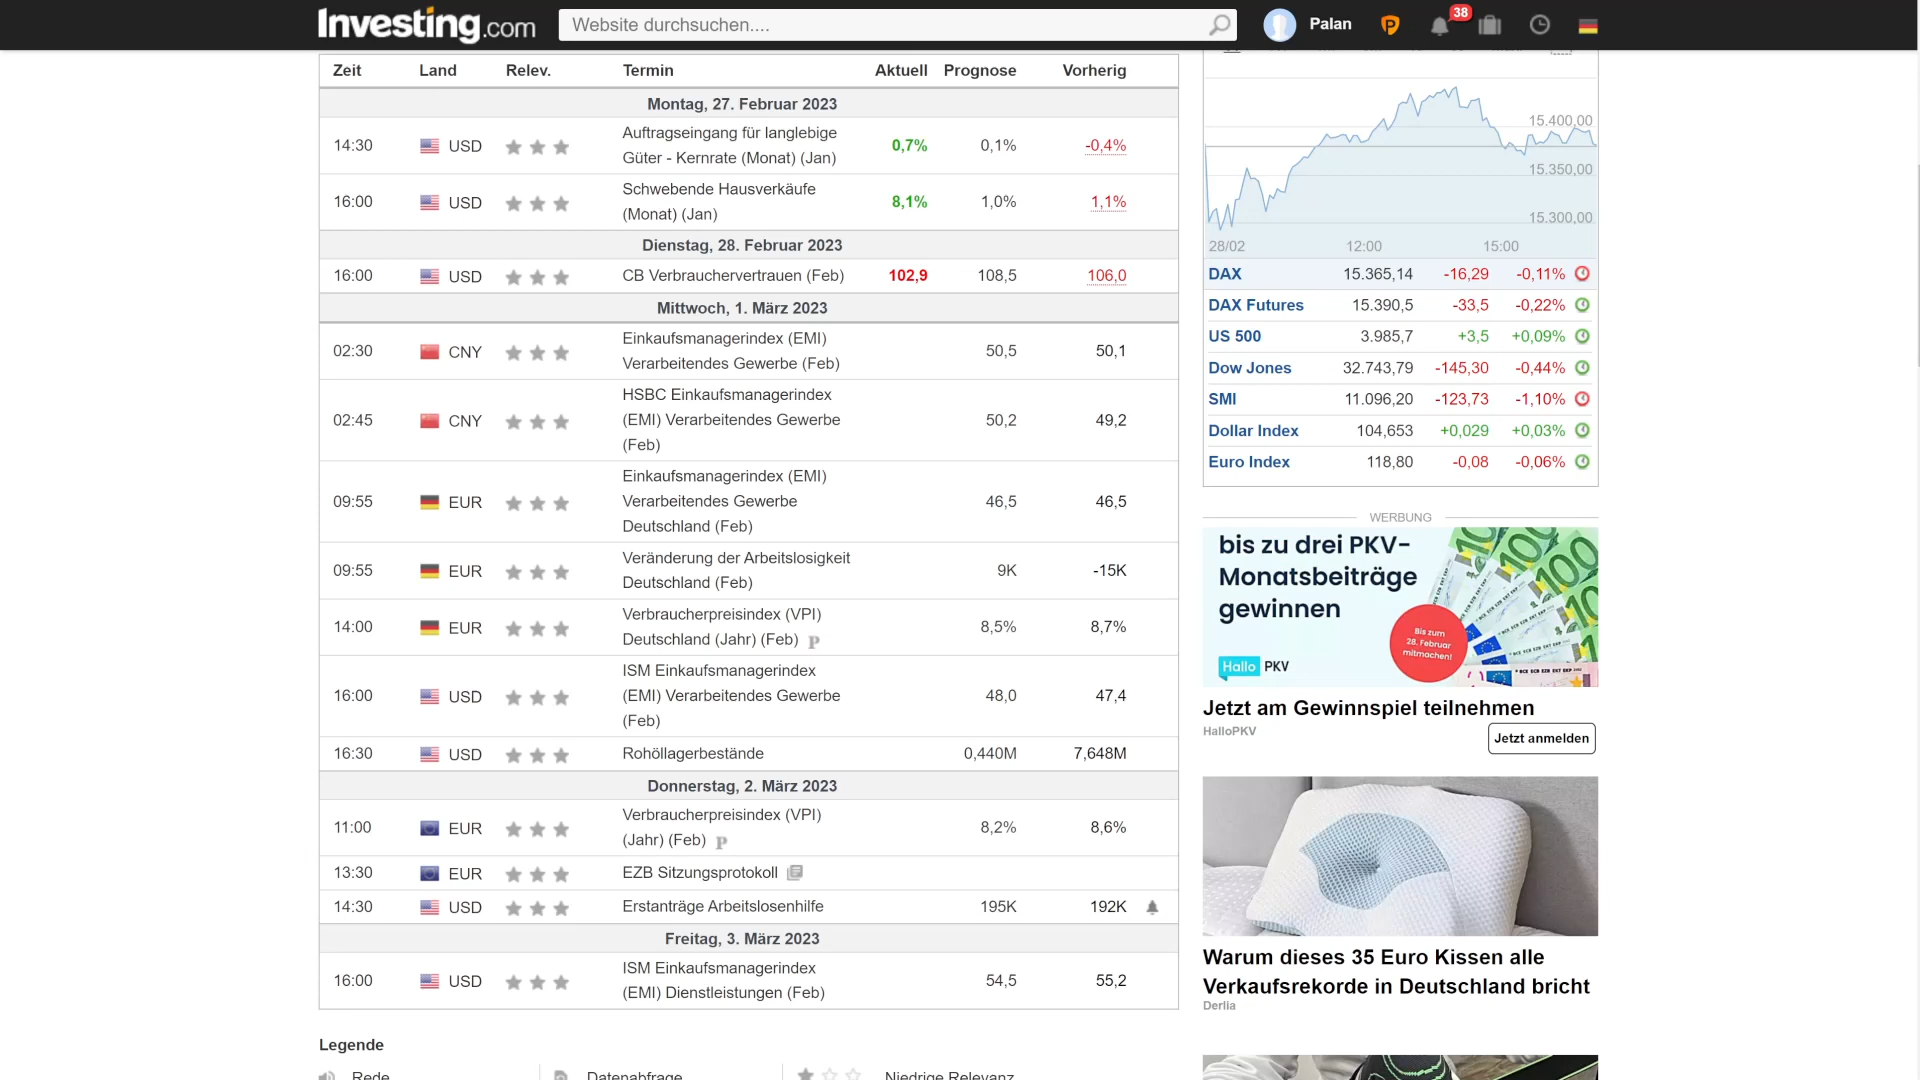 Investing.com
Website durchsuchen....
Palan
38
Zeit Land Relev. Termin Aktuell Prognose Vorherig
Montag, 27. Februar 2023
14:30 USD Auftragseingang für langlebige
Güter - Kernrate (Monat) (Jan) 0,7% 0,1% -0,4%
16:00 USD Schwebende Hausverkäufe
(Monat) (Jan) 8,1% 1,0% 1,1%
Dienstag, 28. Februar 2023
16:00 USD CB Verbrauchervertrauen (Feb) 102,9 108,5 106,0
Mittwoch, 1. März 2023
02:30 CNY Einkaufsmanagerindex (EMI)
Verarbeitendes Gewerbe (Feb) 50,5 50,1
02:45 CNY HSBC Einkaufsmanagerindex
(EMI) Verarbeitendes Gewerbe
(Feb) 50,2 49,2
09:55 EUR Einkaufsmanagerindex (EMI)
Verarbeitendes Gewerbe
Deutschland (Feb) 46,5 46,5
09:55 EUR Veränderung der Arbeitslosigkeit
Deutschland (Feb) 9K -15K
14:00 EUR Verbraucherpreisindex (VPI)
Deutschland (Jahr) (Feb) P 8,5% 8,7%
16:00 USD ISM Einkaufsmanagerindex
(EMI) Verarbeitendes Gewerbe
(Feb) 48,0 47,4
16:30 USD Rohöllagerbestände 0,440M 7,648M
Donnerstag, 2. März 2023
11:00 EUR Verbraucherpreisindex (VPI)
(Jahr) (Feb) P 8,2% 8,6%
13:30 EUR EZB Sitzungsprotokoll
14:30 USD Erstanträge Arbeitslosenhilfe 195K 192K
Freitag, 3. März 2023
16:00 USD ISM Einkaufsmanagerindex
(EMI) Dienstleistungen (Feb) 54,5 55,2
Legende
Rede Datenabfrage Niedrige Relevanz
15.400,00
15.350,00
15.300,00
28/02 12:00 15:00
DAX 15.365,14 -16,29 -0,11%
DAX Futures 15.390,5 -33,5 -0,22%
US 500 3.985,7 +3,5 +0,09%
Dow Jones 32.743,79 -145,30 -0,44%
SMI 11.096,20 -123,73 -1,10%
Dollar Index 104,653 +0,029 +0,03%
Euro Index 118,80 -0,08 -0,06%
WERBUNG
bis zu drei PKV-
Monatsbeiträge
gewinnen
Bis zum
28. Februar
mitmachen!
Hallo PKV
Jetzt am Gewinnspiel teilnehmen
HalloPKV
Jetzt anmelden
Warum dieses 35 Euro Kissen alle
Verkaufsrekorde in Deutschland bricht
Derlia